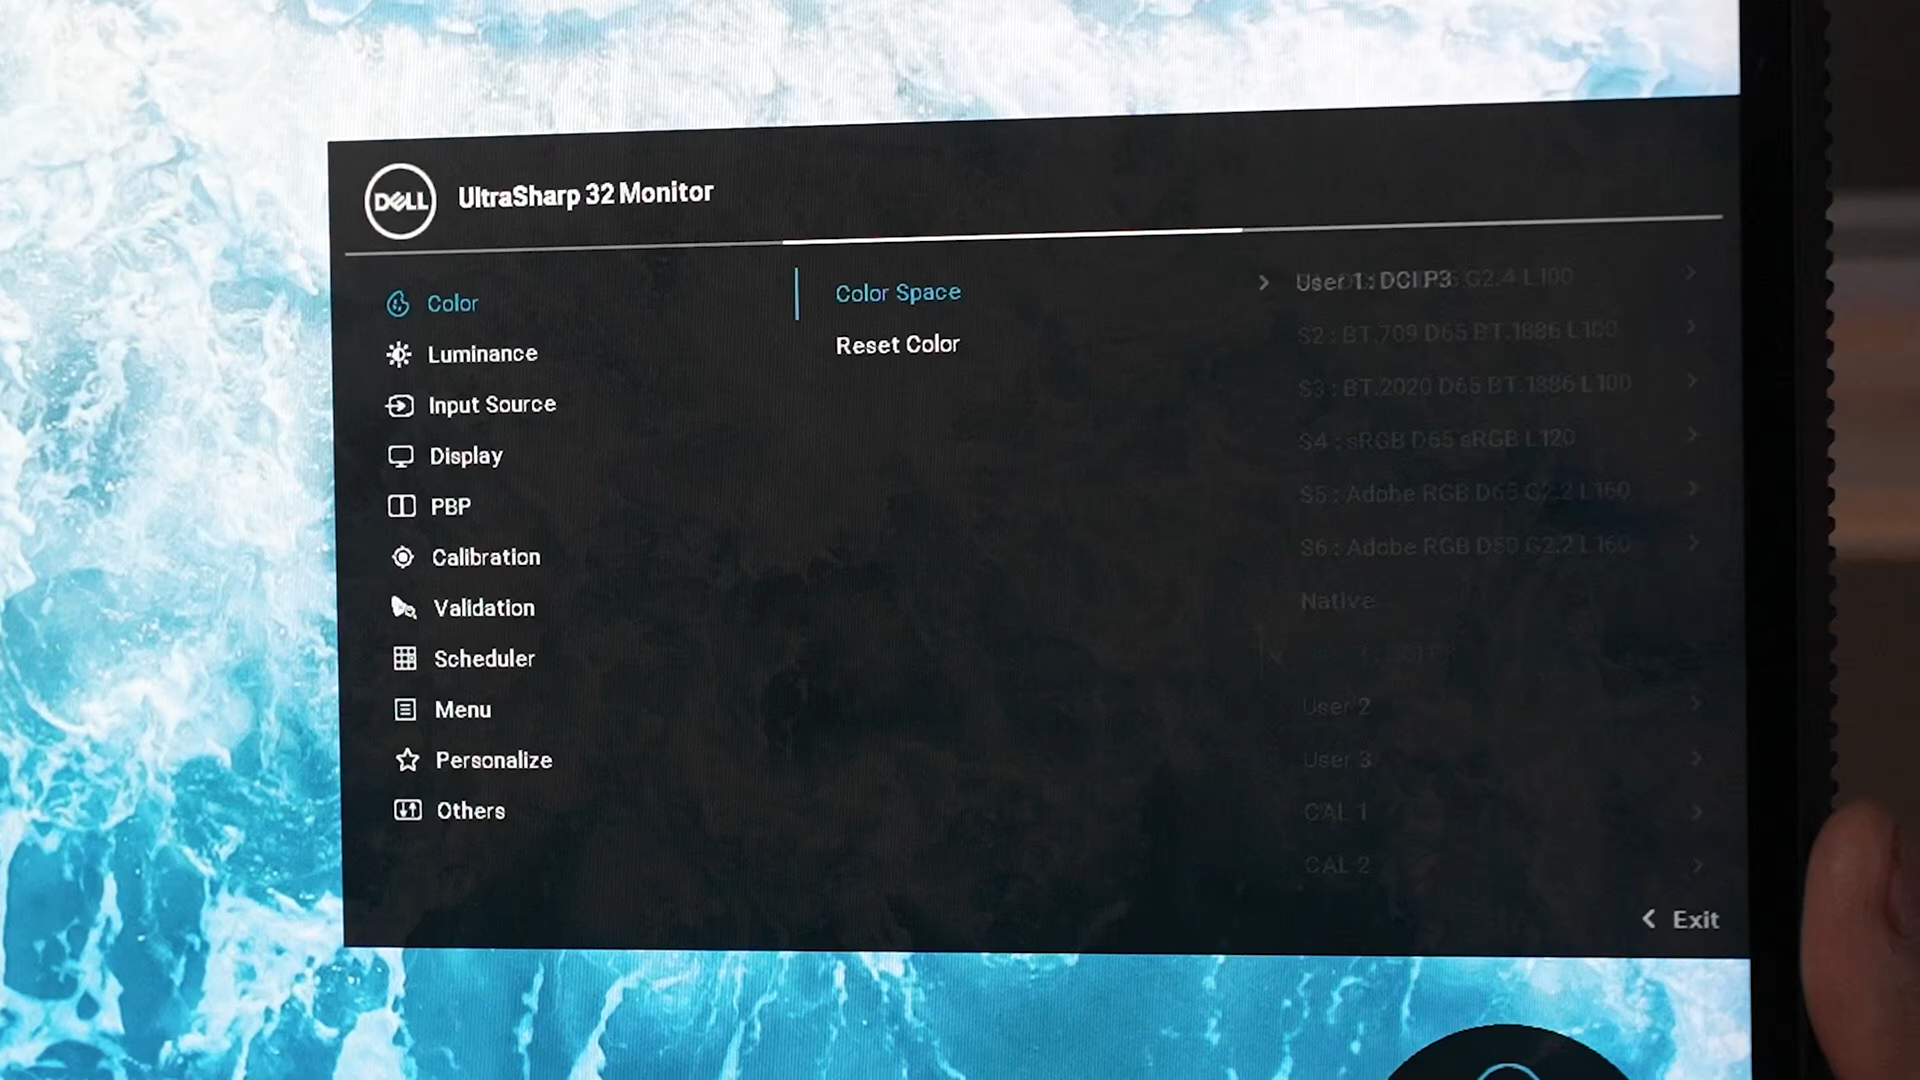 DELL
UltraSharp 32 Monitor
Color
Luminance
Input Source
Display
PBP
Calibration
Validation
Scheduler
Menu
Personalize
Others
Color Space
Reset Color
User 1 : DCI P3
G2.4 L100
S2 : BT.709 D65 BT.1886 L100
S3 : BT.2020 D65 BT.1886 L100
S4 : sRGB D65 sRGB L120
S5 : Adobe RGB D65 G2.2 L160
S6 : Adobe RGB D50 G2.2 L160
Native
User 2
User 3
CAL 1
CAL 2
Exit